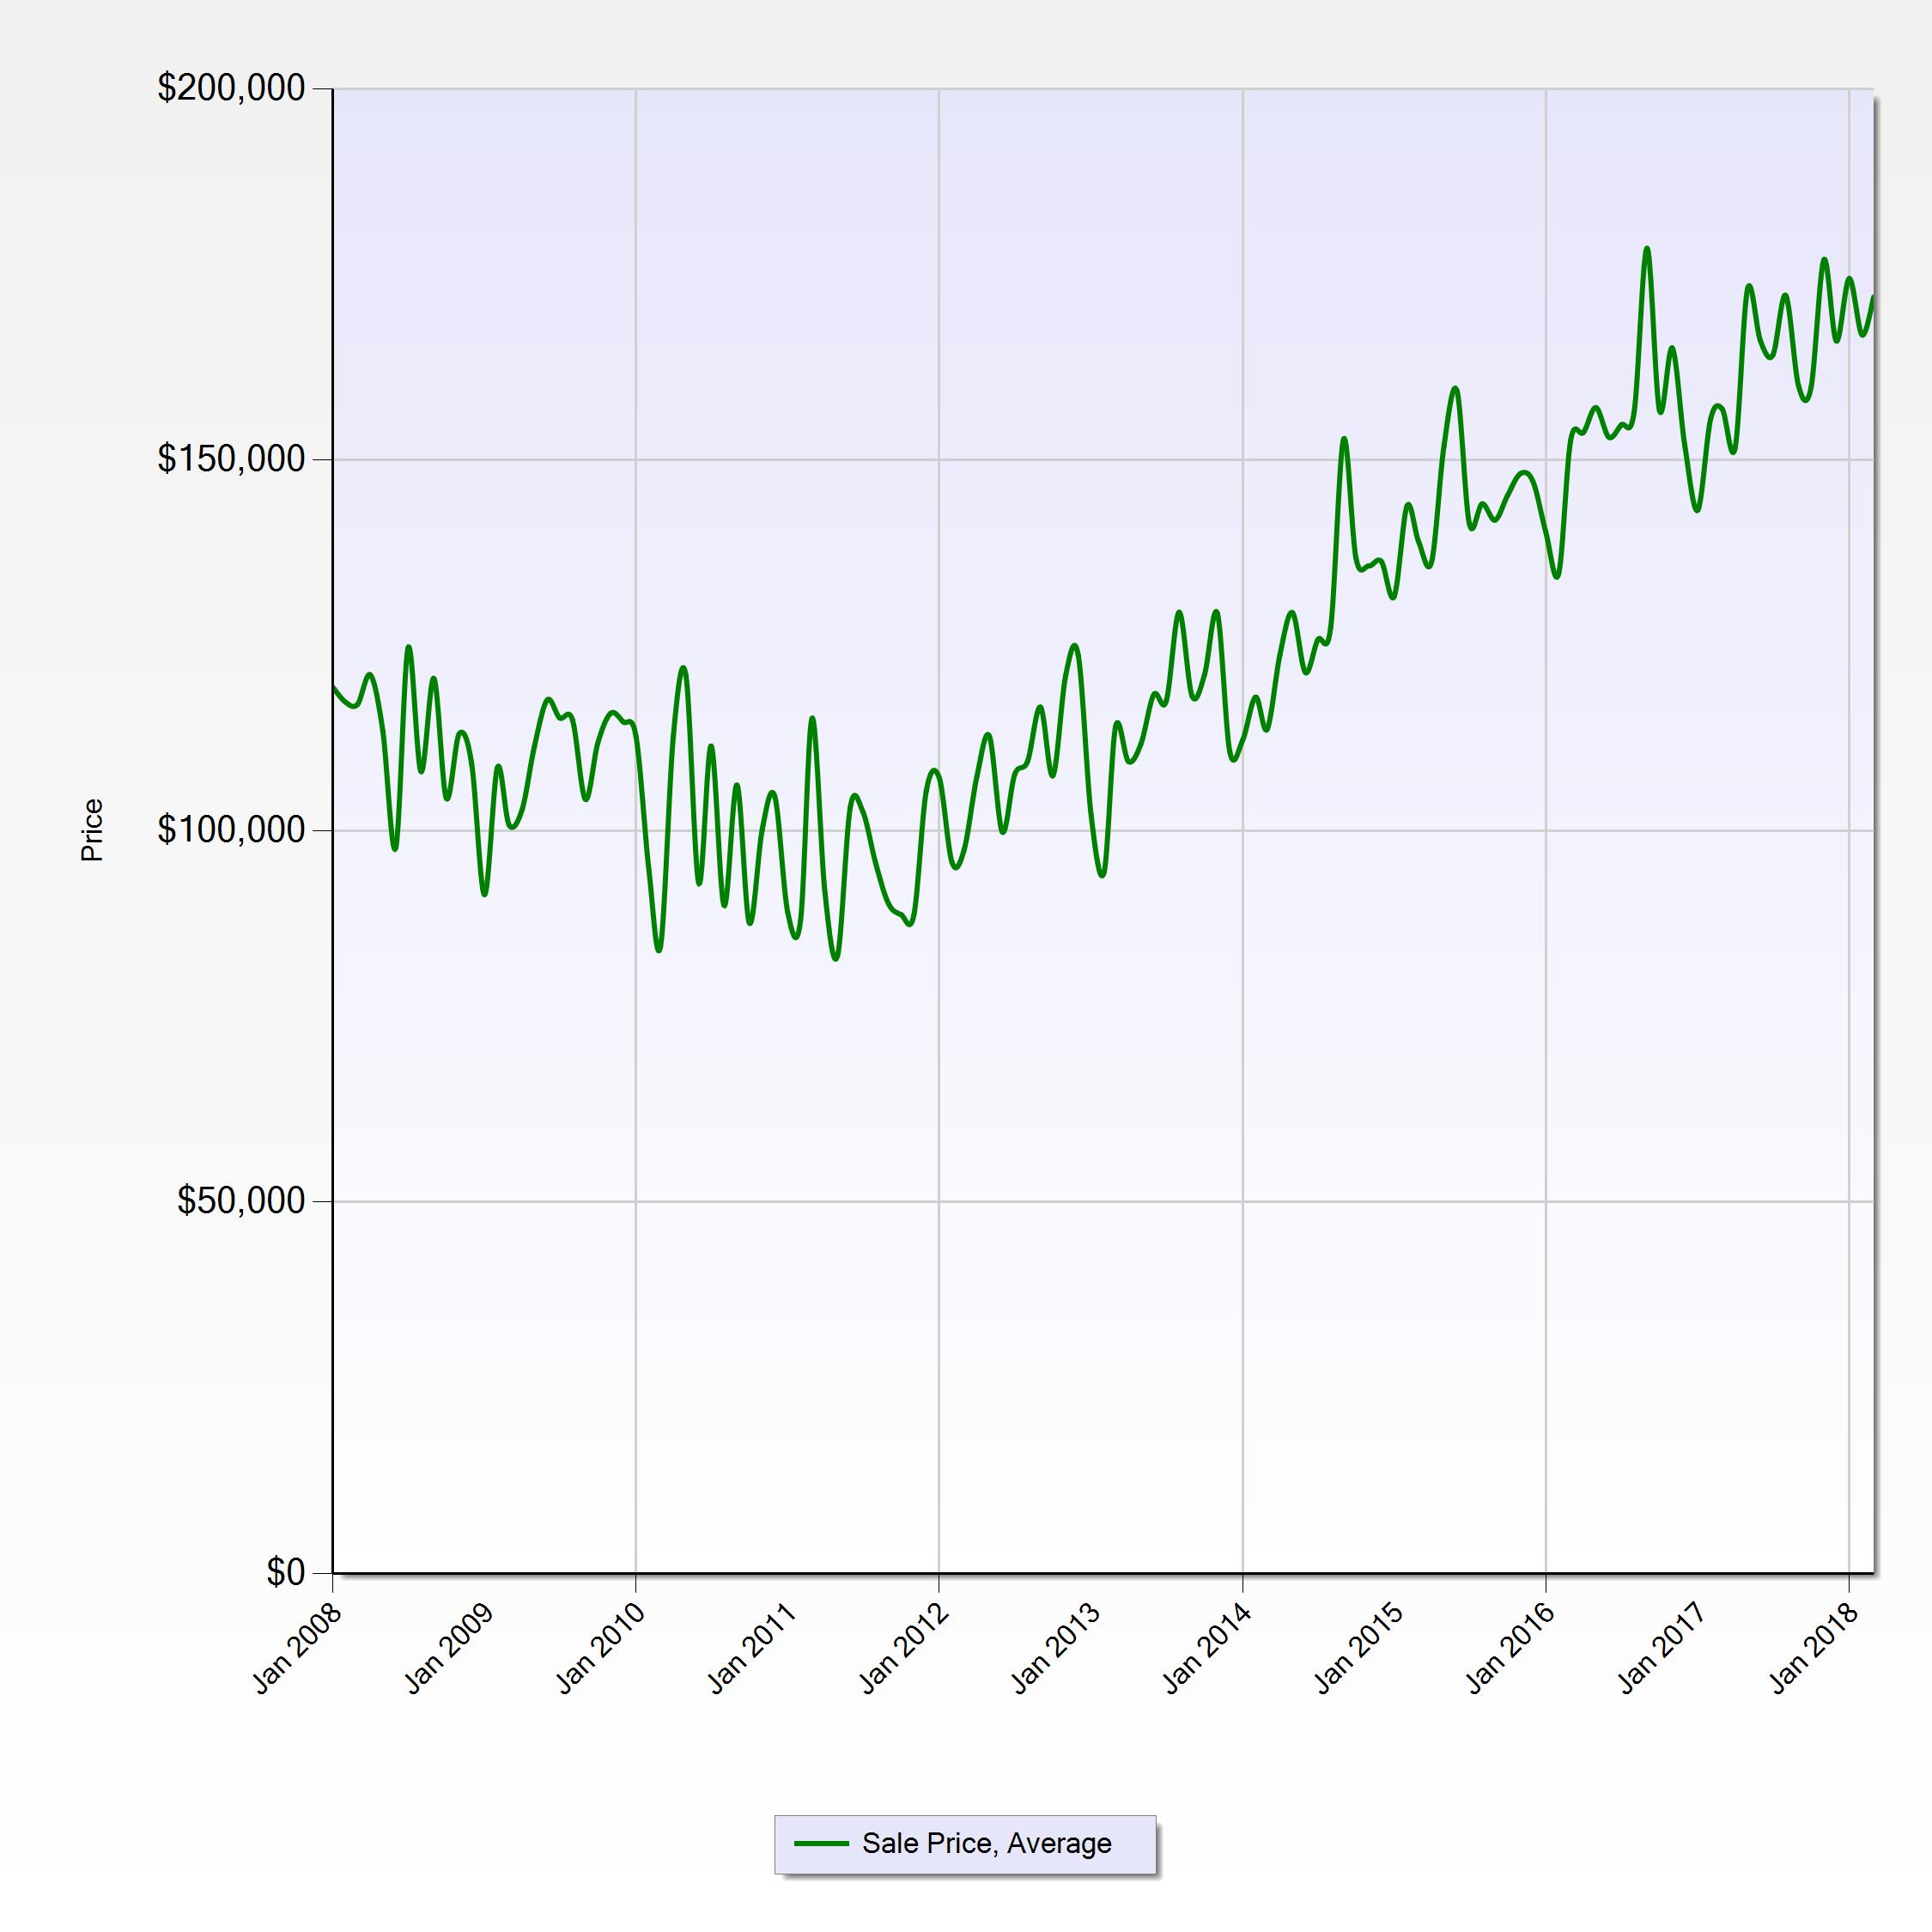 $200,000
$150,000
$100,000
$50,000
$0
Price
Jan 2008
Jan 2009
Jan 2010
Jan 2011
Jan 2012
Jan 2013
Jan 2014
Jan 2015
Jan 2016
Jan 2017
Jan 2018
Sale Price, Average